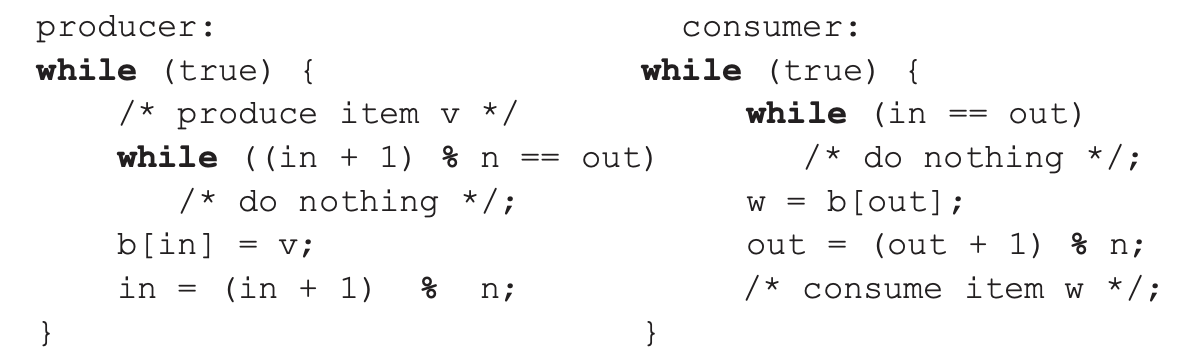 producer:
while (true) {
/* produce item v */
while ((in + 1) % n == out)
/* do nothing */;
b[in] = v;
in = (in + 1) % n;
}
consumer:
while (true) {
while (in == out)
/* do nothing */;
w = b[out];
out = (out + 1) % n;
/* consume item w */;
}